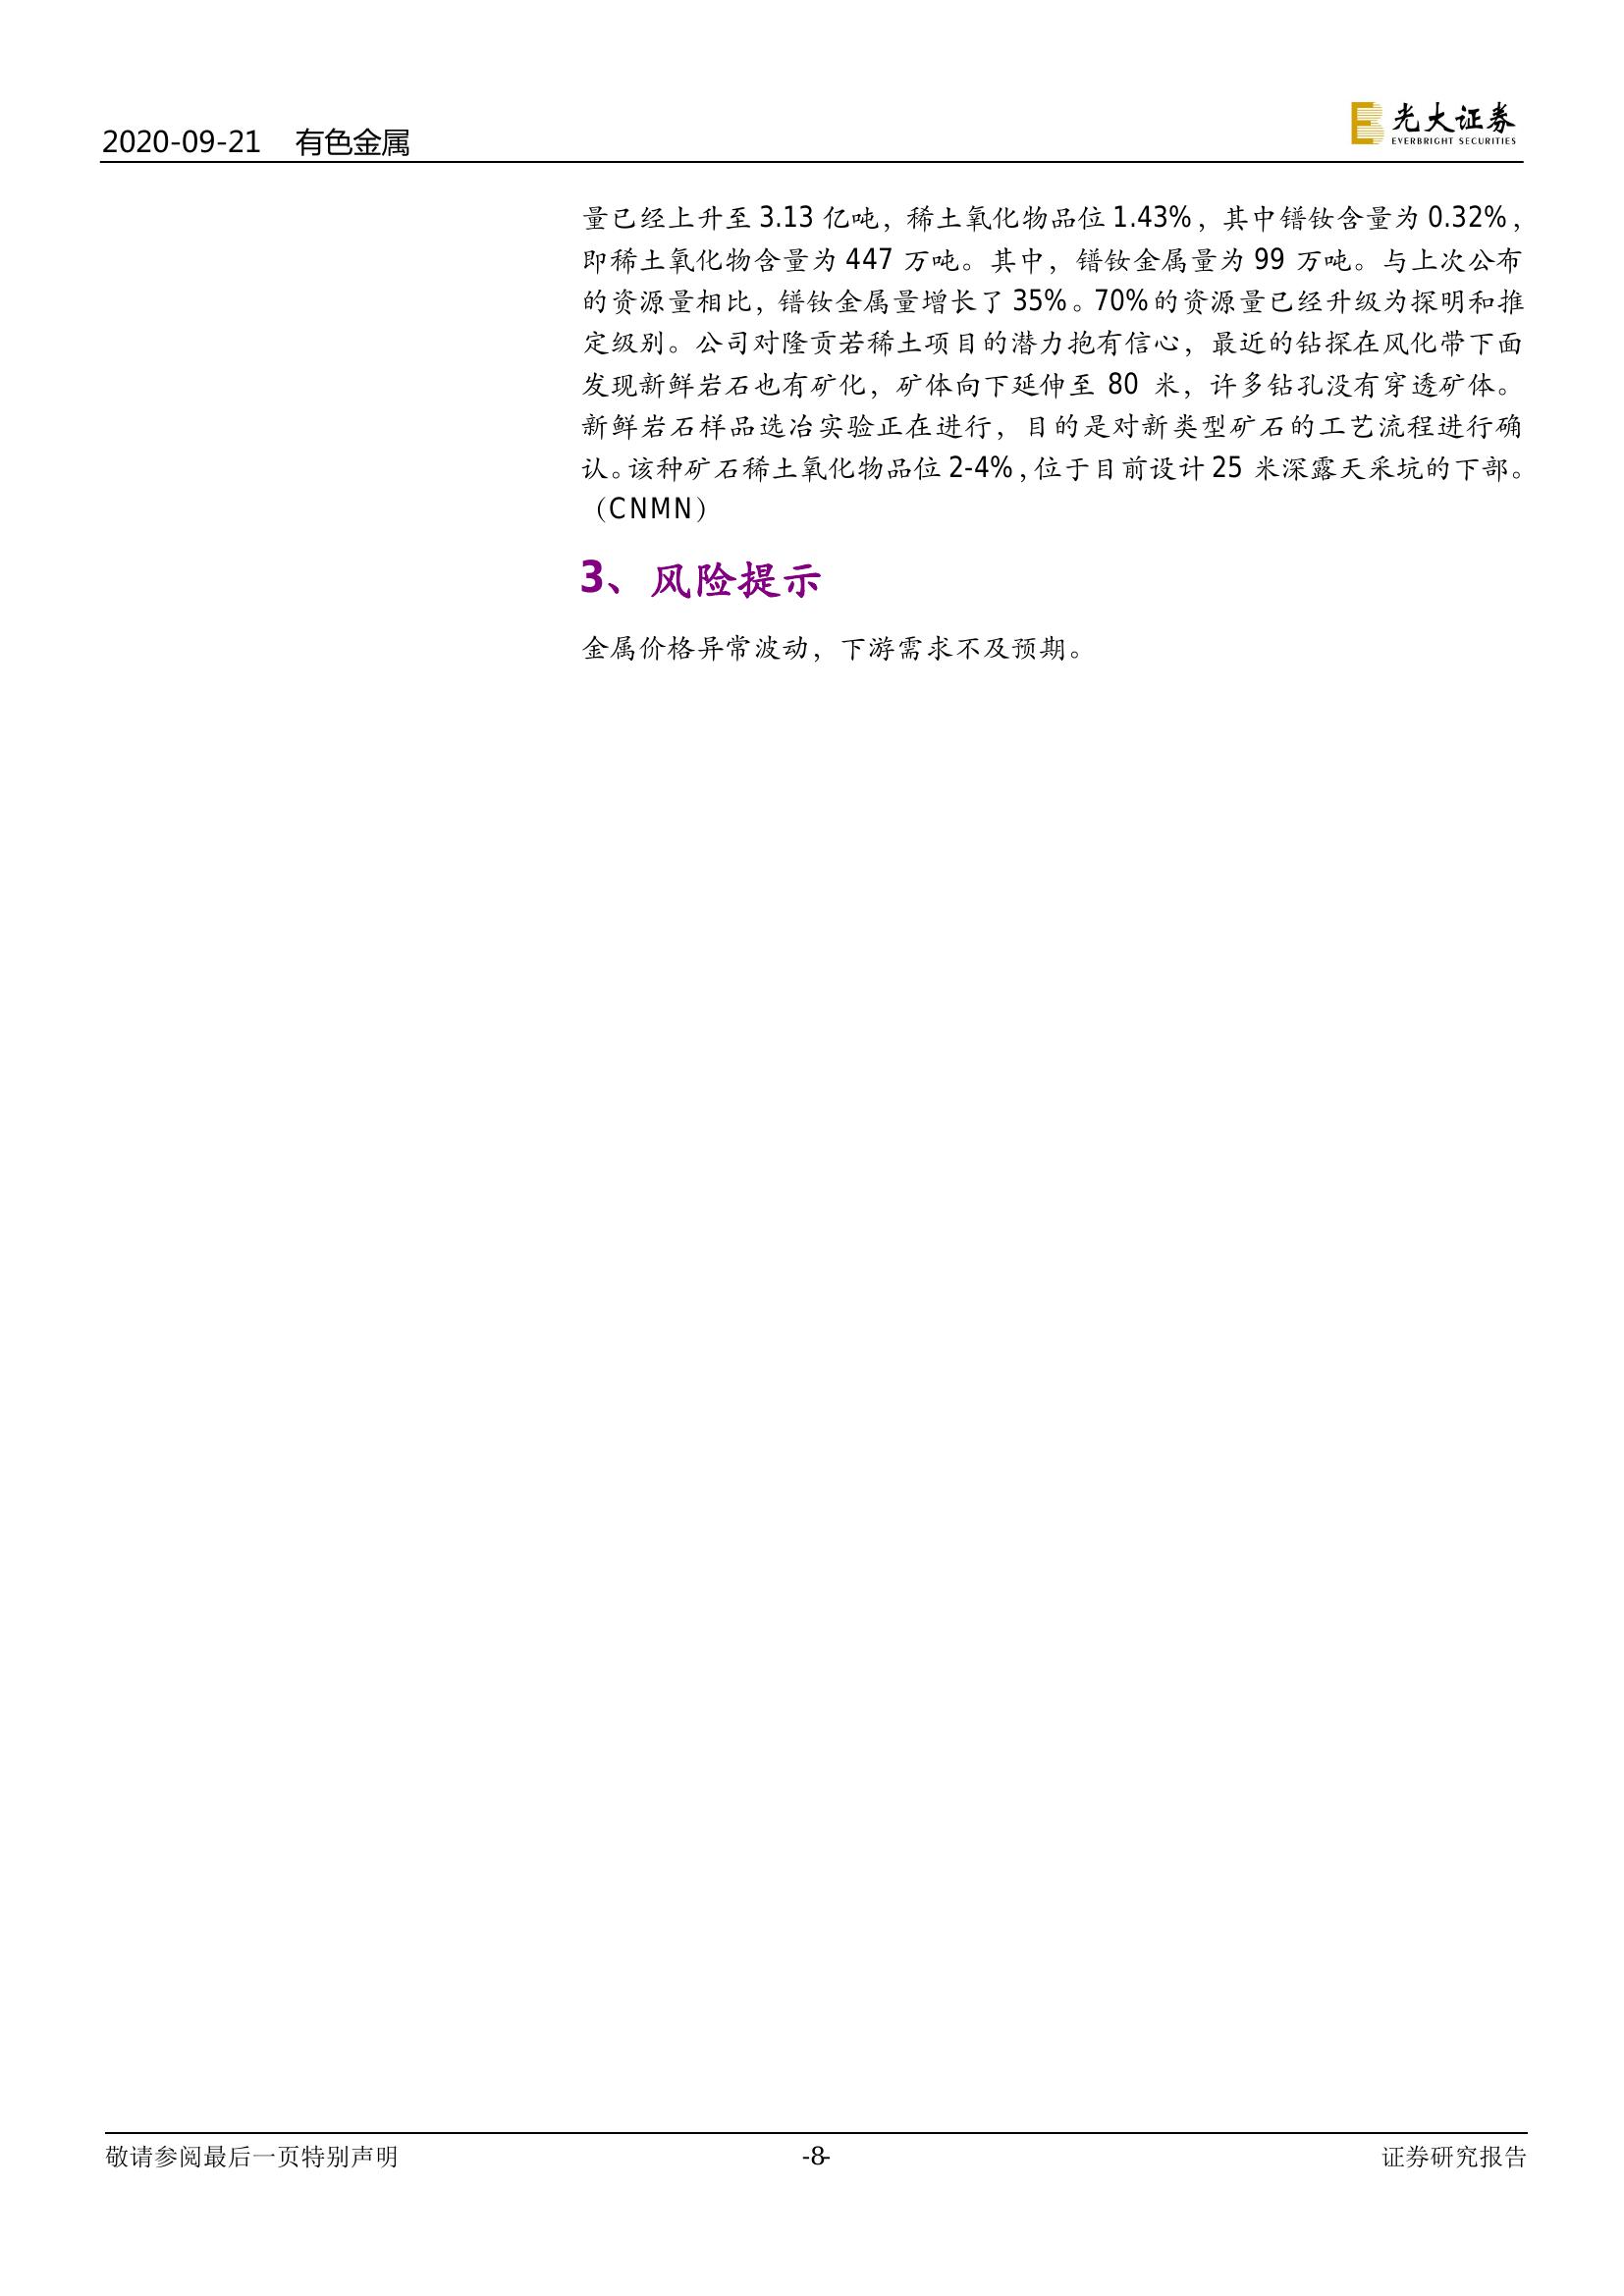 2020-09-21 有色金属
光大证券
EVERBRIGHT SECURITIES
量已经上升至 3.13 亿吨，稀土氧化物品位 1.43%，其中镨钕含量为 0.32%，
即稀土氧化物含量为 447 万吨。其中，镨钕金属量为 99 万吨。与上次公布
的资源量相比，镨钕金属量增长了 35%。70%的资源量已经升级为探明和推
定级别。公司对隆贡若稀土项目的潜力抱有信心，最近的钻探在风化带下面
发现新鲜岩石也有矿化，矿体向下延伸至 80 米，许多钻孔没有穿透矿体。
新鲜岩石样品选冶实验正在进行，目的是对新类型矿石的工艺流程进行确
认。该种矿石稀土氧化物品位 2-4%，位于目前设计 25 米深露天采坑的下部。
（CNMN）
3、风险提示
金属价格异常波动，下游需求不及预期。
敬请参阅最后一页特别声明 -8- 证券研究报告